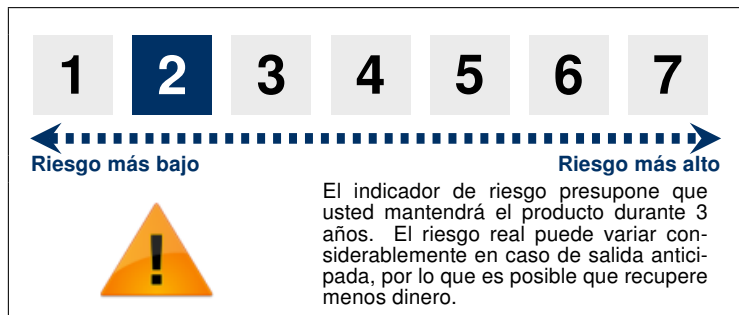 1 2 3 4 5 6 7
Riesgo más bajo Riesgo más alto
El indicador de riesgo presupone que
usted mantendrá el producto durante 3
años. El riesgo real puede variar con-
siderablemente en caso de salida antici-
pada, por lo que es posible que recupere
menos dinero.